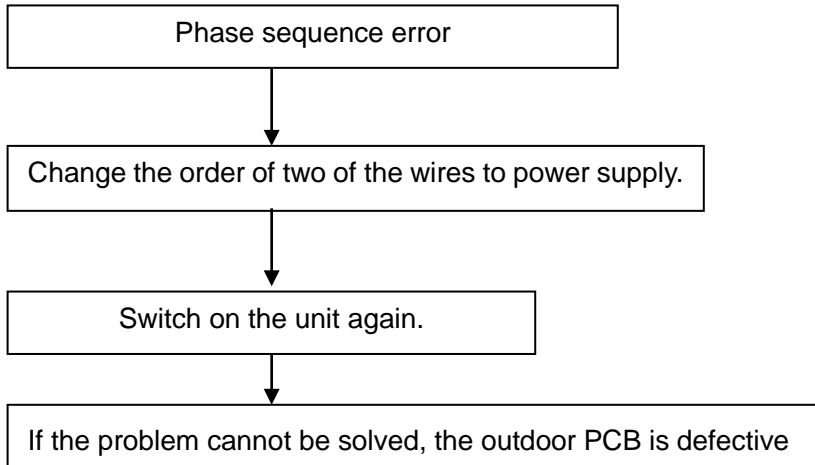 Phase sequence error
Change the order of two of the wires to power supply.
Switch on the unit again.
If the problem cannot be solved, the outdoor PCB is defective